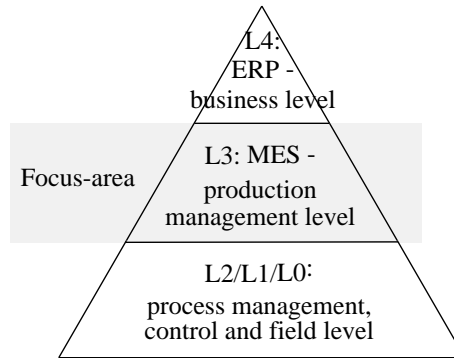 L4:
ERP -
business level
L3: MES -
Focus-area
production
management level
L2/L1/L0:
process management,
control and field level